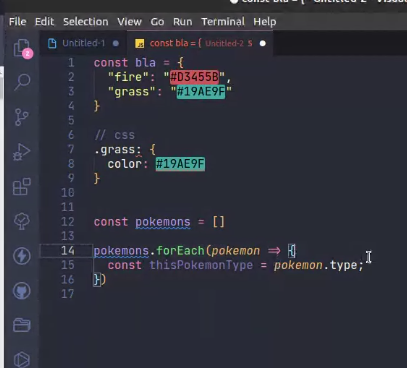 const bla = { Untitled-2 - Visual
File Edit Selection View Go Run Terminal Help
Untitled-1 ● JS const bla = { Untitled-2 5 ●
2
1 const bla = {
2 "fire": "#D3455B",
3 "grass": "#19AE9F"
4 }
5
6 // css
7 .grass: {
8 color: #19AE9F
9 }
10
11
12 const pokemons = []
13
14 pokemons.forEach(pokemon => {
15 const thisPokemonType = pokemon.type;
16 })
17